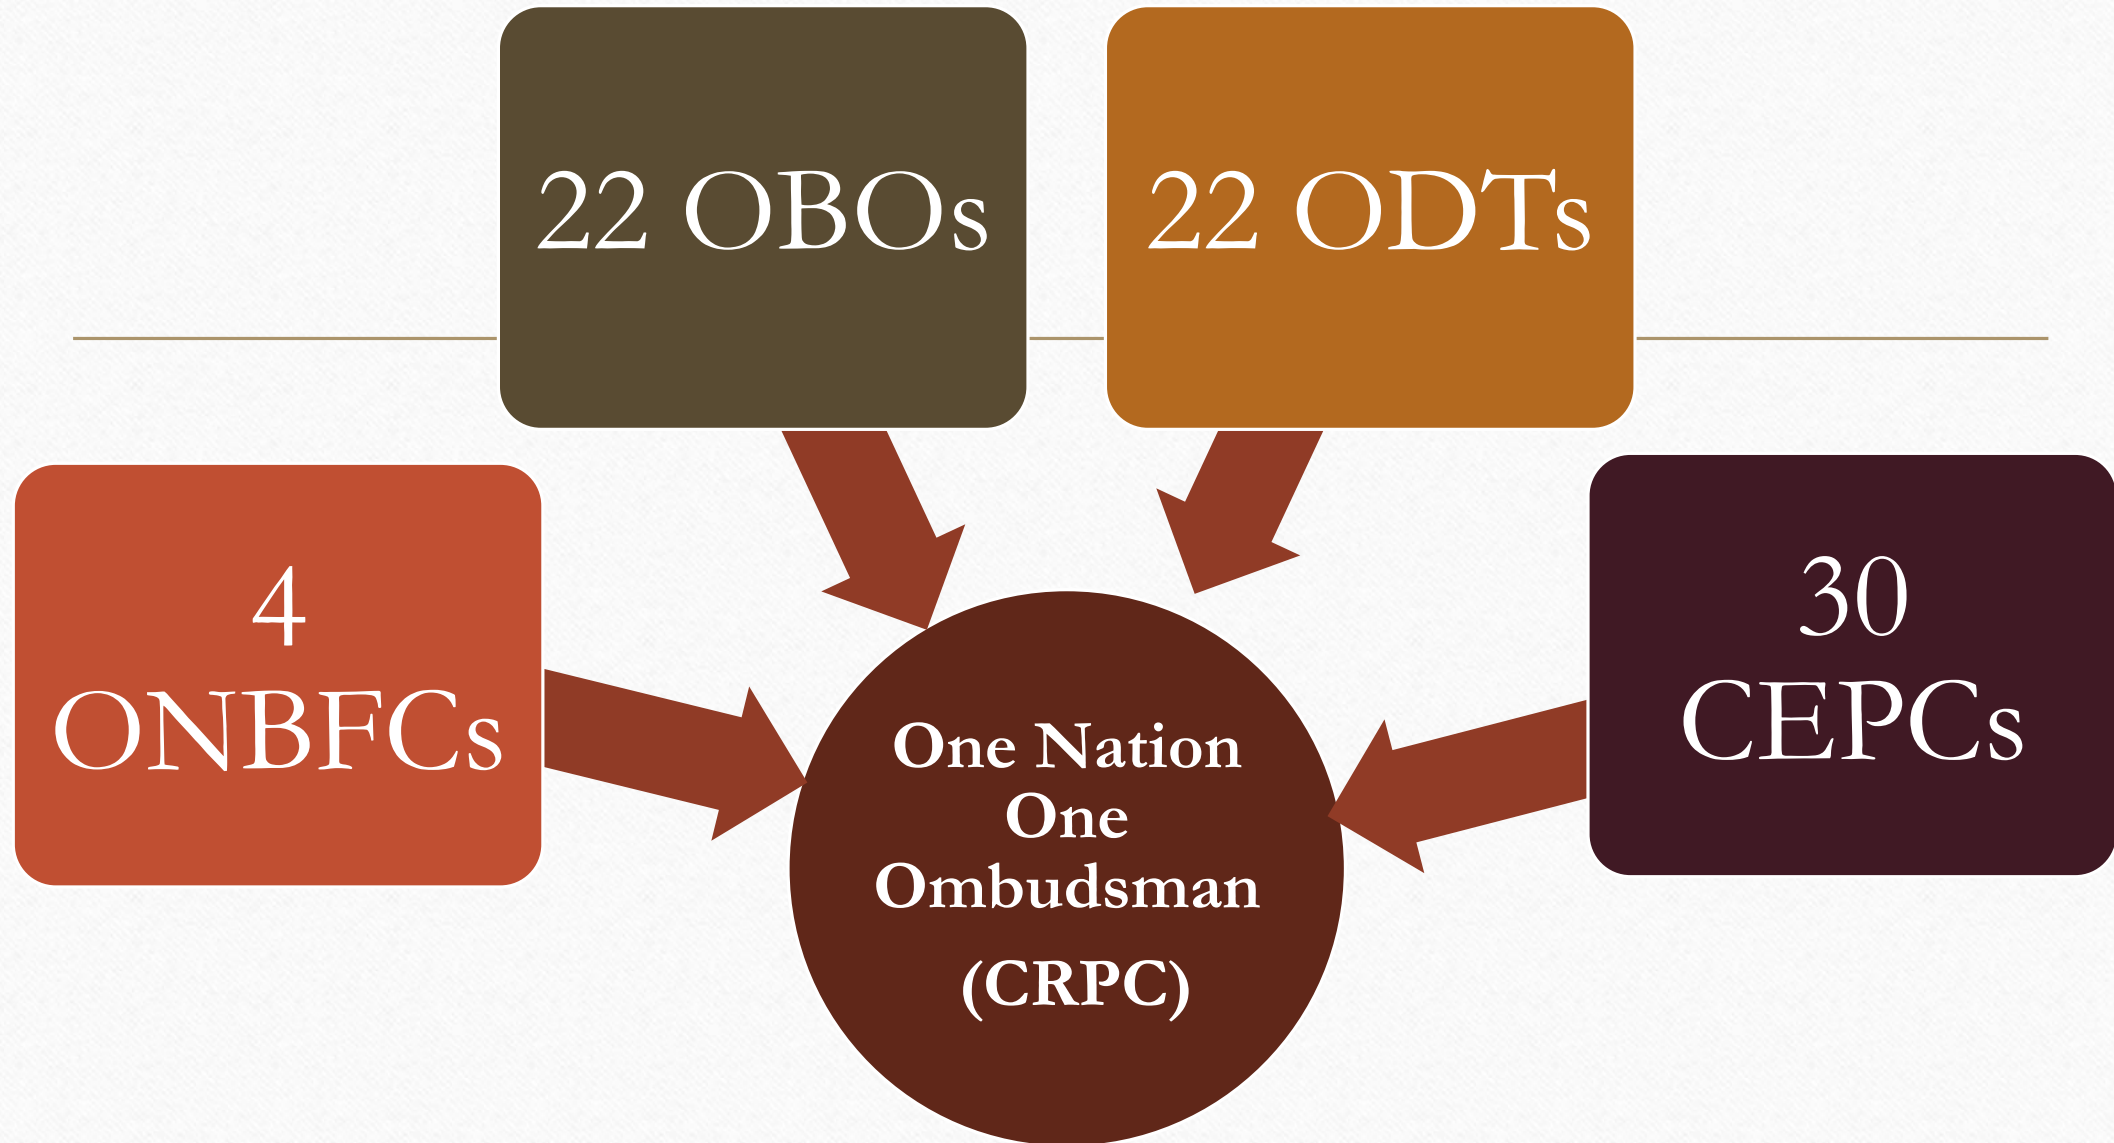 22 OBOs
22 ODTs
4
ONBFCs
30
CEPCs
One Nation
One
Ombudsman
(CRPC)